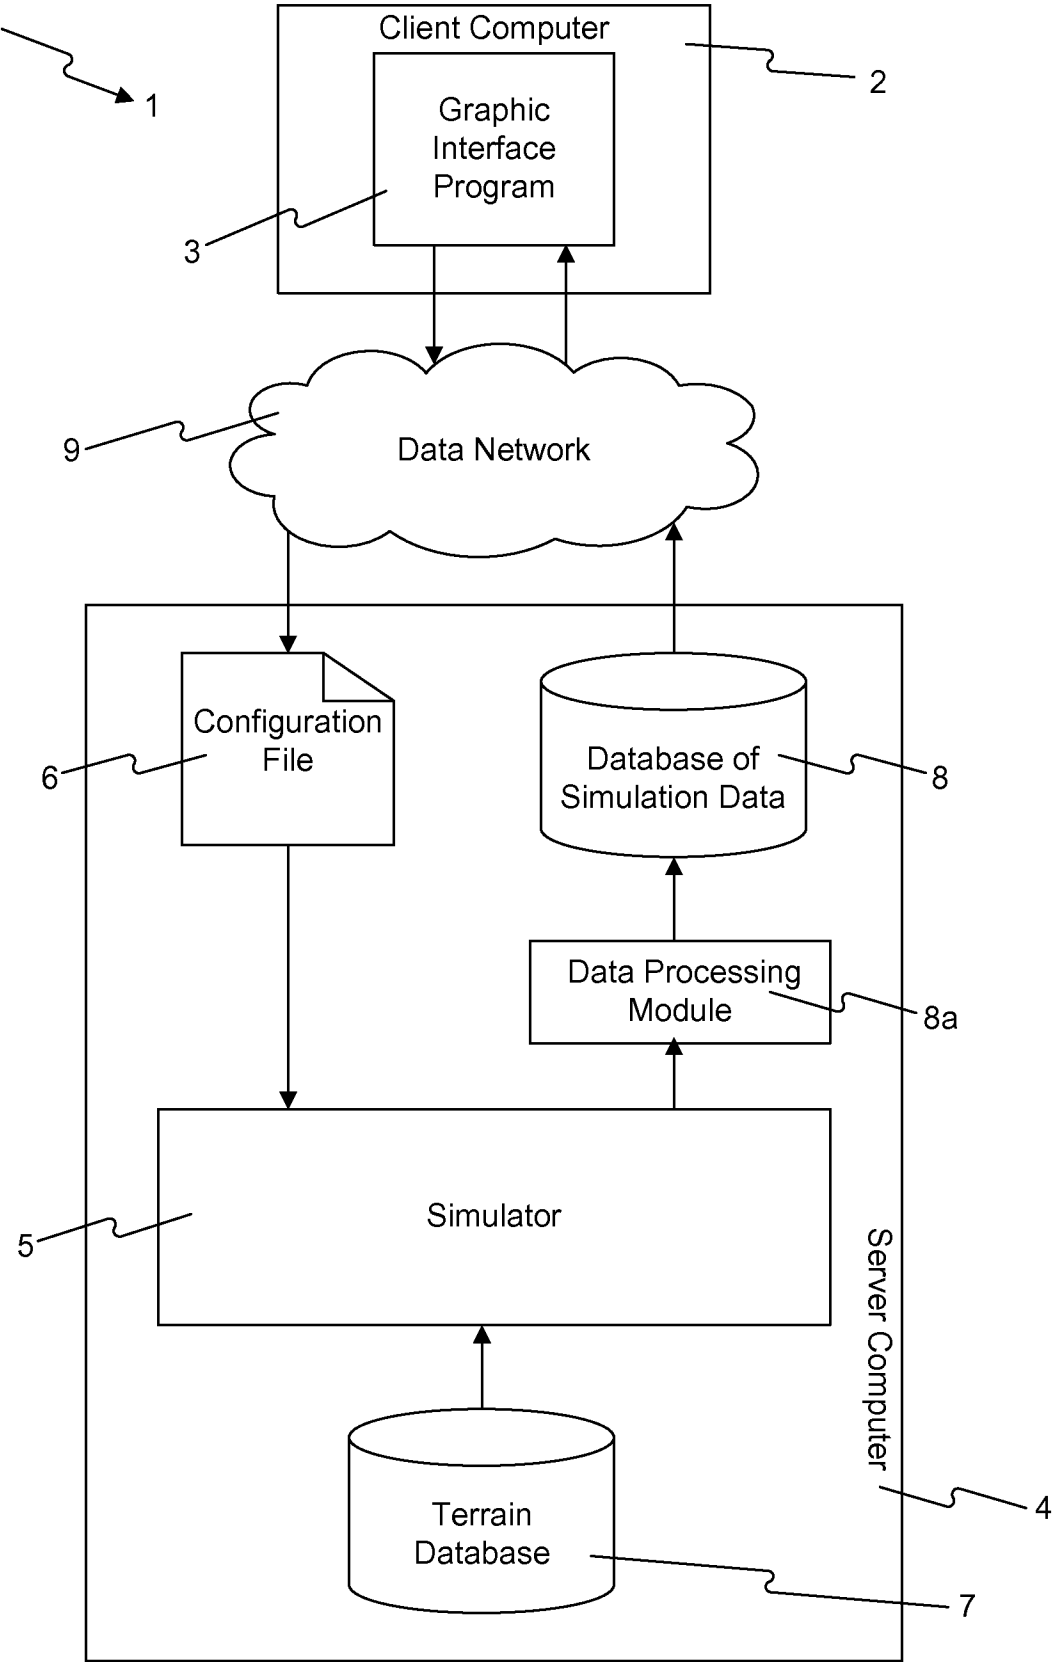 Client Computer
1
2
Graphic
Interface
Program
3
9
Data Network
Configuration
File
6
Database of
Simulation Data
8
Data Processing
Module
8a
Simulator
5
Server Computer
4
Terrain
Database
7